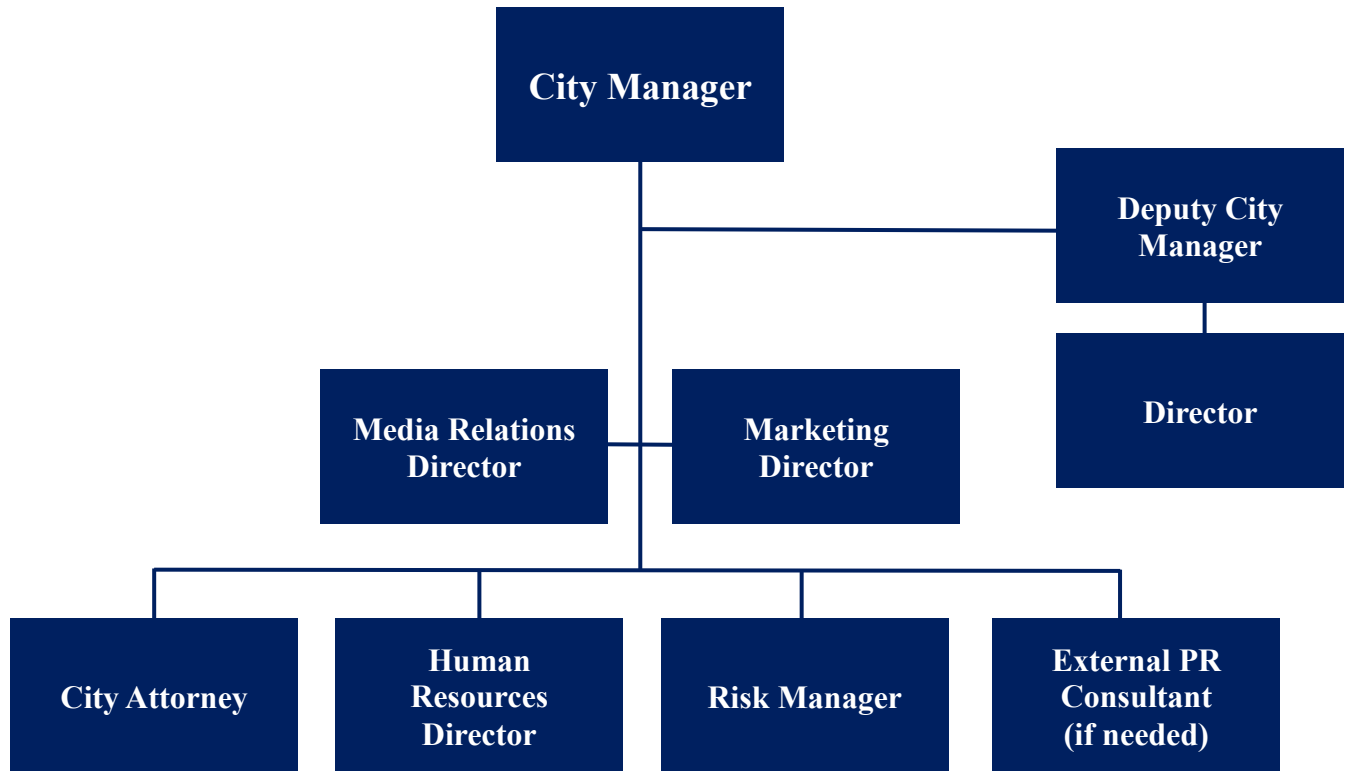 City Manager
Deputy City
Manager
Director
Media Relations
Director
Marketing
Director
City Attorney
Human
Resources
Director
Risk Manager
External PR
Consultant
(if needed)